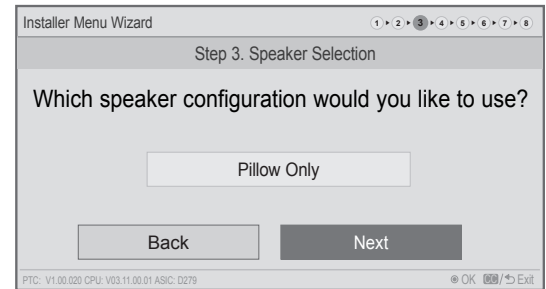 Installer Menu Wizard 1 2 3 4 5 6 7 8
Step 3. Speaker Selection
Which speaker configuration would you like to use?
Pillow Only
Back Next
PTC: V1.00.020 CPU: V03.11.00.01 ASIC: D279 OK CC/ Exit